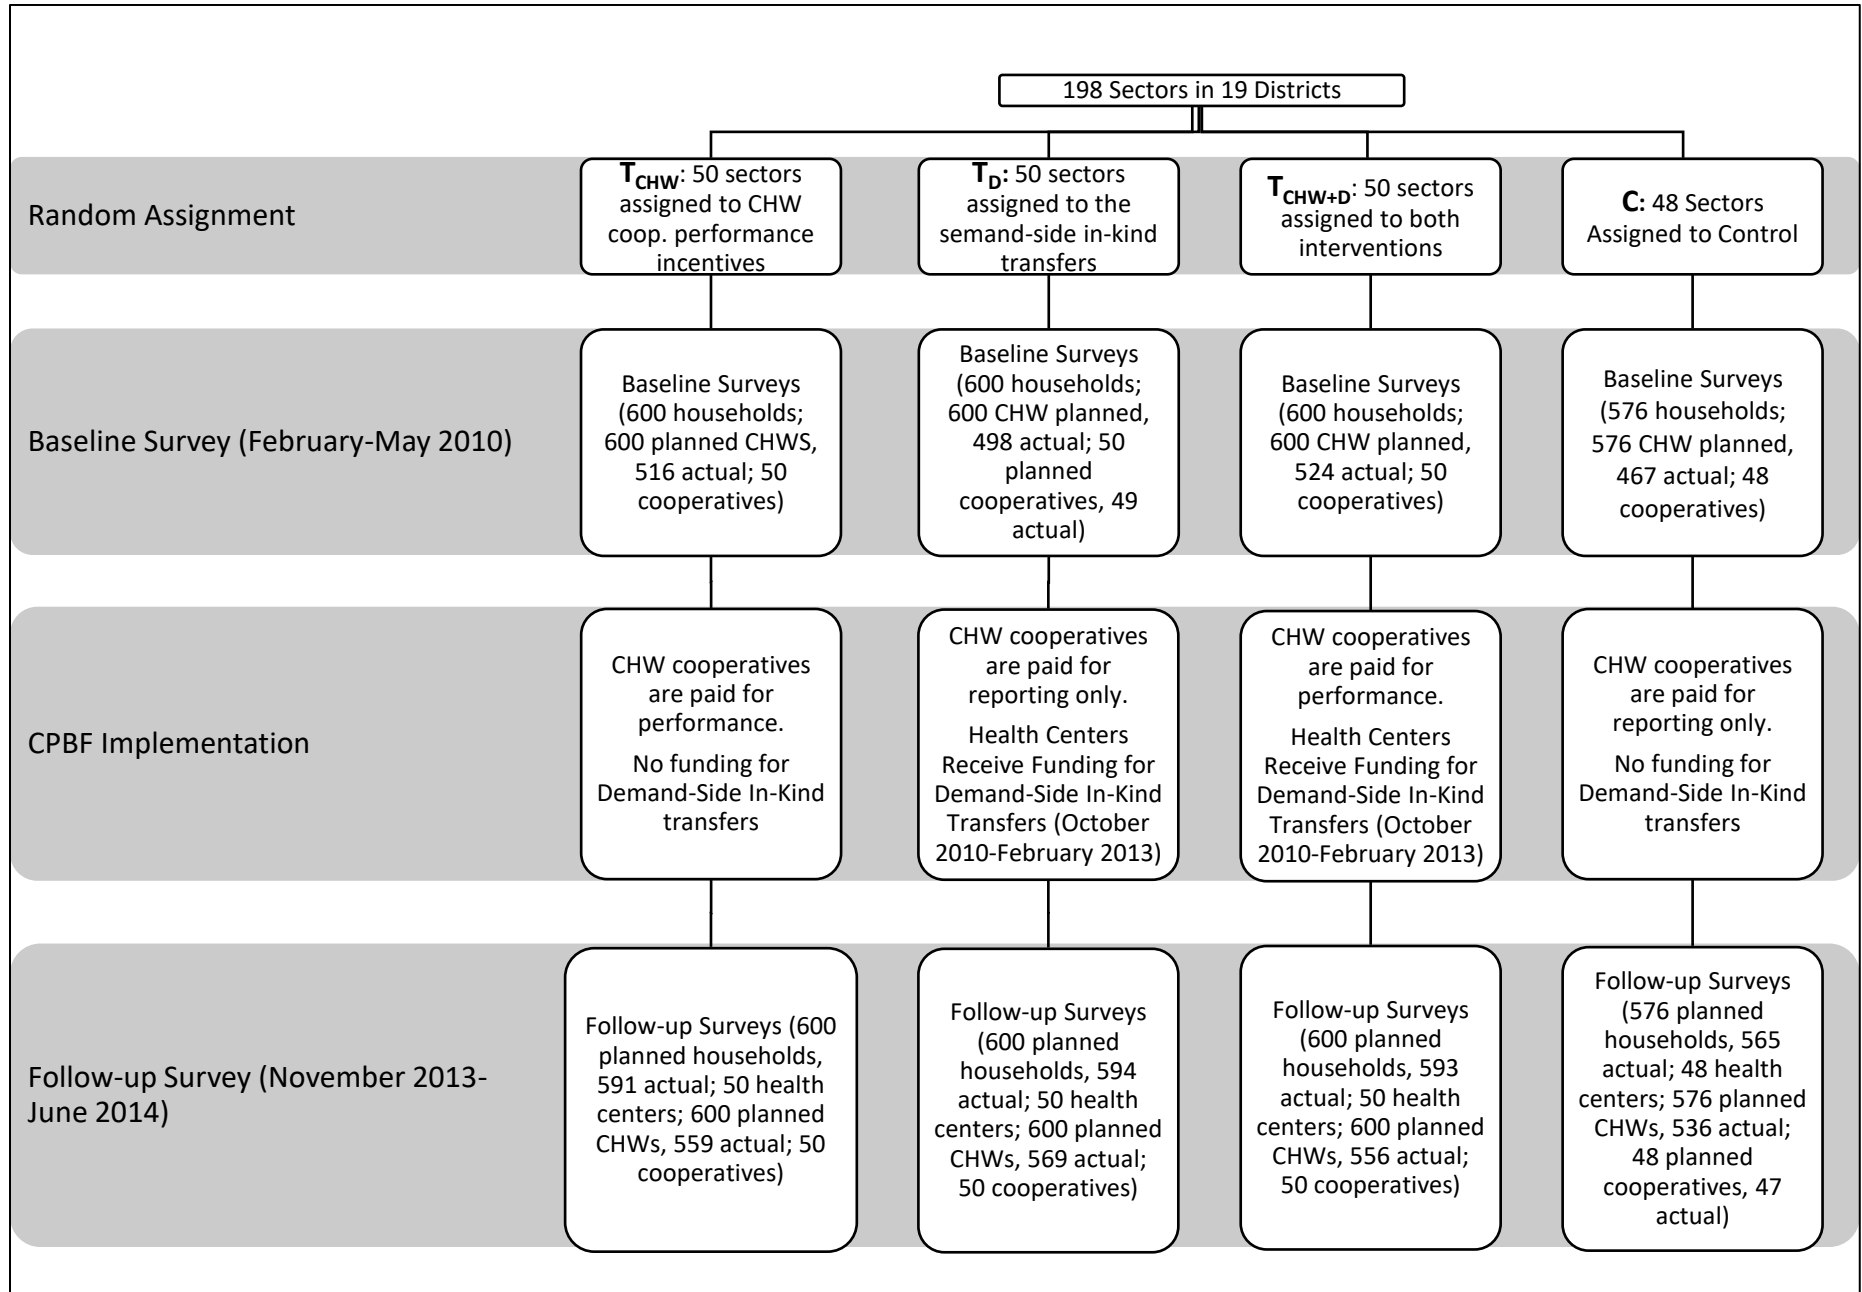 198 Sectors in 19 Districts
Random Assignment
TCHW: 50 sectors
assigned to CHW
coop. performance
incentives
TD: 50 sectors
assigned to the
semand-side in-kind
transfers
TCHW+D: 50 sectors
assigned to both
interventions
C: 48 Sectors
Assigned to Control
Baseline Survey (February-May 2010)
Baseline Surveys
(600 households;
600 planned CHWS,
516 actual; 50
cooperatives)
Baseline Surveys
(600 households;
600 CHW planned,
498 actual; 50
planned
cooperatives, 49
actual)
Baseline Surveys
(600 households;
600 CHW planned,
524 actual; 50
cooperatives)
Baseline Surveys
(576 households;
576 CHW planned,
467 actual; 48
cooperatives)
CPBF Implementation
CHW cooperatives
are paid for
performance.
No funding for
Demand-Side In-Kind
transfers
CHW cooperatives
are paid for
reporting only.
Health Centers
Receive Funding for
Demand-Side In-Kind
Transfers (October
2010-February 2013)
CHW cooperatives
are paid for
performance.
Health Centers
Receive Funding for
Demand-Side In-Kind
Transfers (October
2010-February 2013)
CHW cooperatives
are paid for
reporting only.
No funding for
Demand-Side In-Kind
transfers
Follow-up Survey (November 2013-
June 2014)
Follow-up Surveys (600
planned households,
591 actual; 50 health
centers; 600 planned
CHWs, 559 actual; 50
cooperatives)
Follow-up Surveys
(600 planned
households, 594
actual; 50 health
centers; 600 planned
CHWs, 569 actual;
50 cooperatives)
Follow-up Surveys
(600 planned
households, 593
actual; 50 health
centers; 600 planned
CHWs, 556 actual;
50 cooperatives)
Follow-up Surveys
(576 planned
households, 565
actual; 48 health
centers; 576 planned
CHWs, 536 actual;
48 planned
cooperatives, 47
actual)